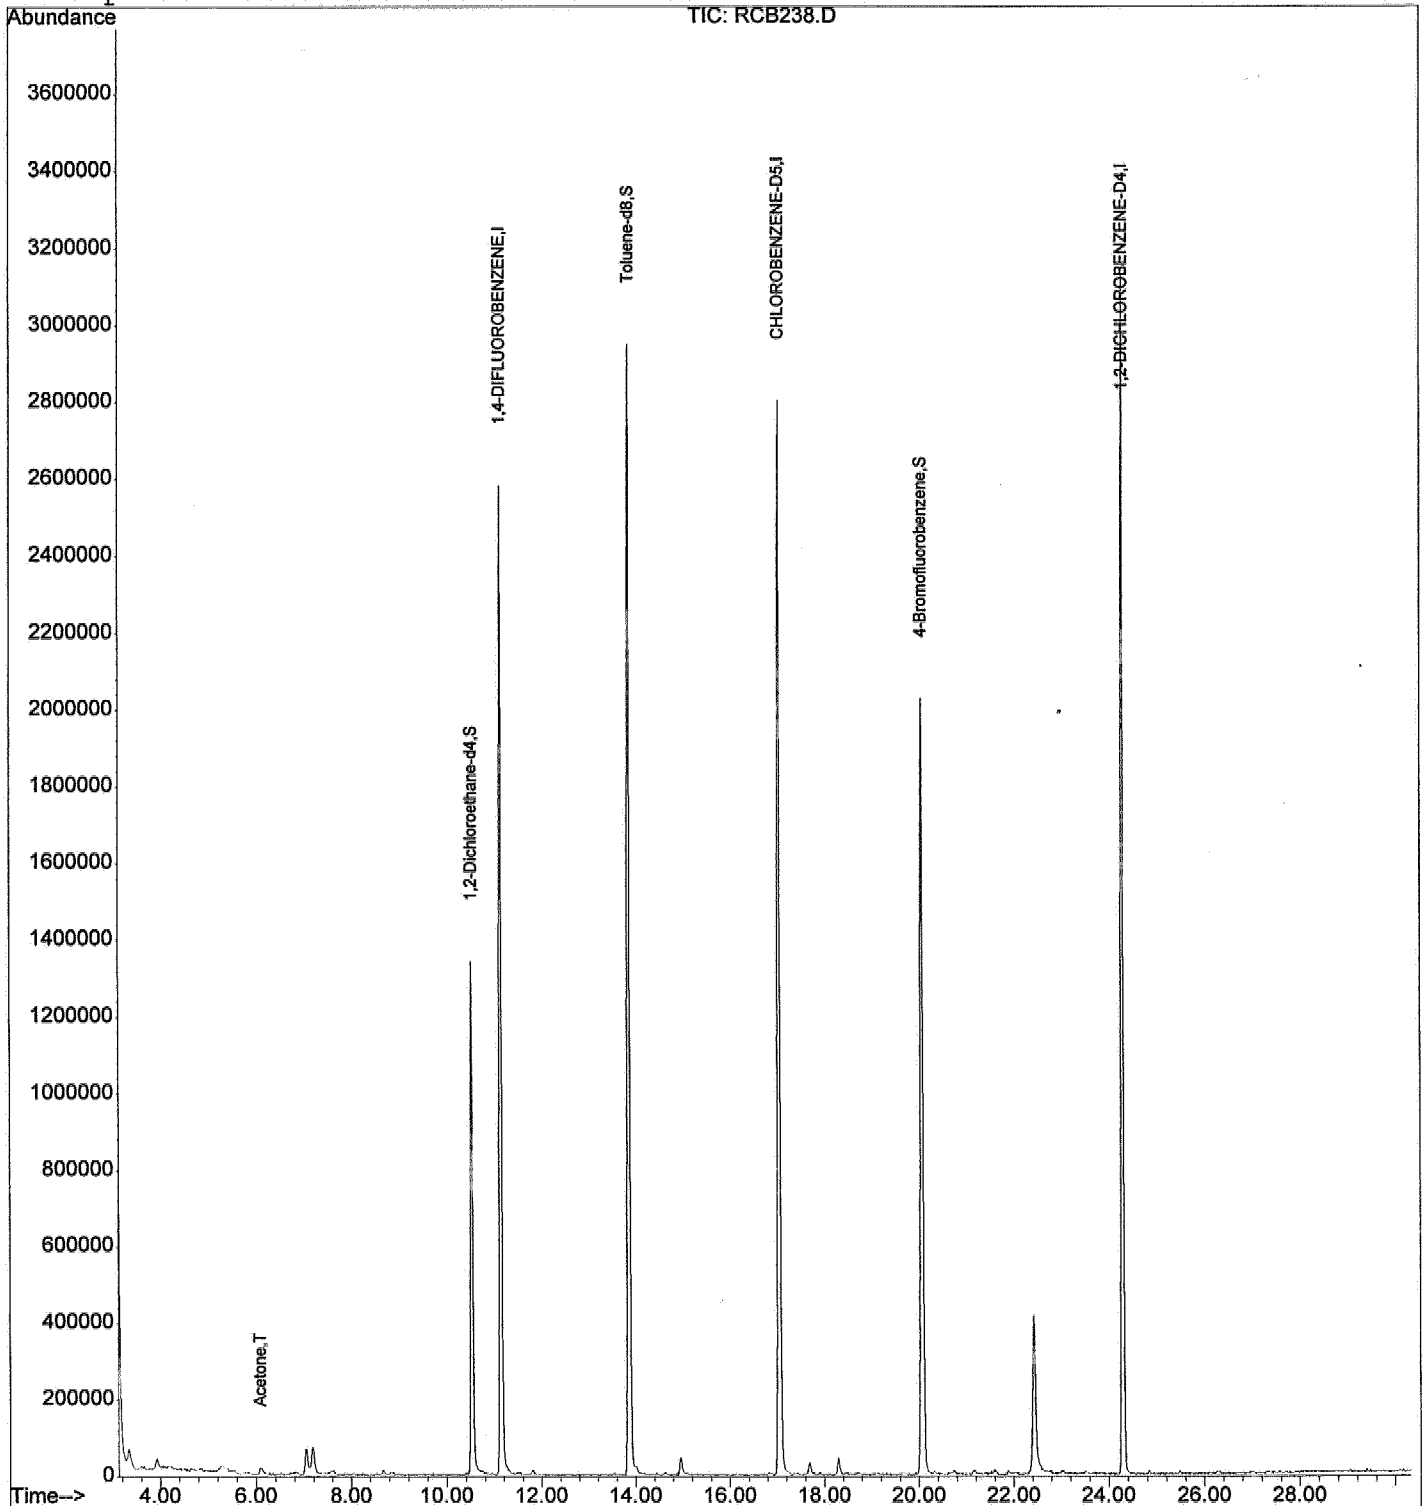 Abundance
TIC: RCB238.D
3600000
3400000
3200000
3000000
2800000
2600000
2400000
2200000
2000000
1800000
1600000
1400000
1200000
1000000
800000
600000
400000
200000
0
Acetone,T
1,2-Dichloroethane-d4,S
1,4-DIFLUOROBENZENE,I
Toluene-d8,S
CHLOROBENZENE-D5,I
4-Bromofluorobenzene,S
1,2-DICHLOROBENZENE-D4,I
Time--> 4.00 6.00 8.00 10.00 12.00 14.00 16.00 18.00 20.00 22.00 24.00 26.00 28.00